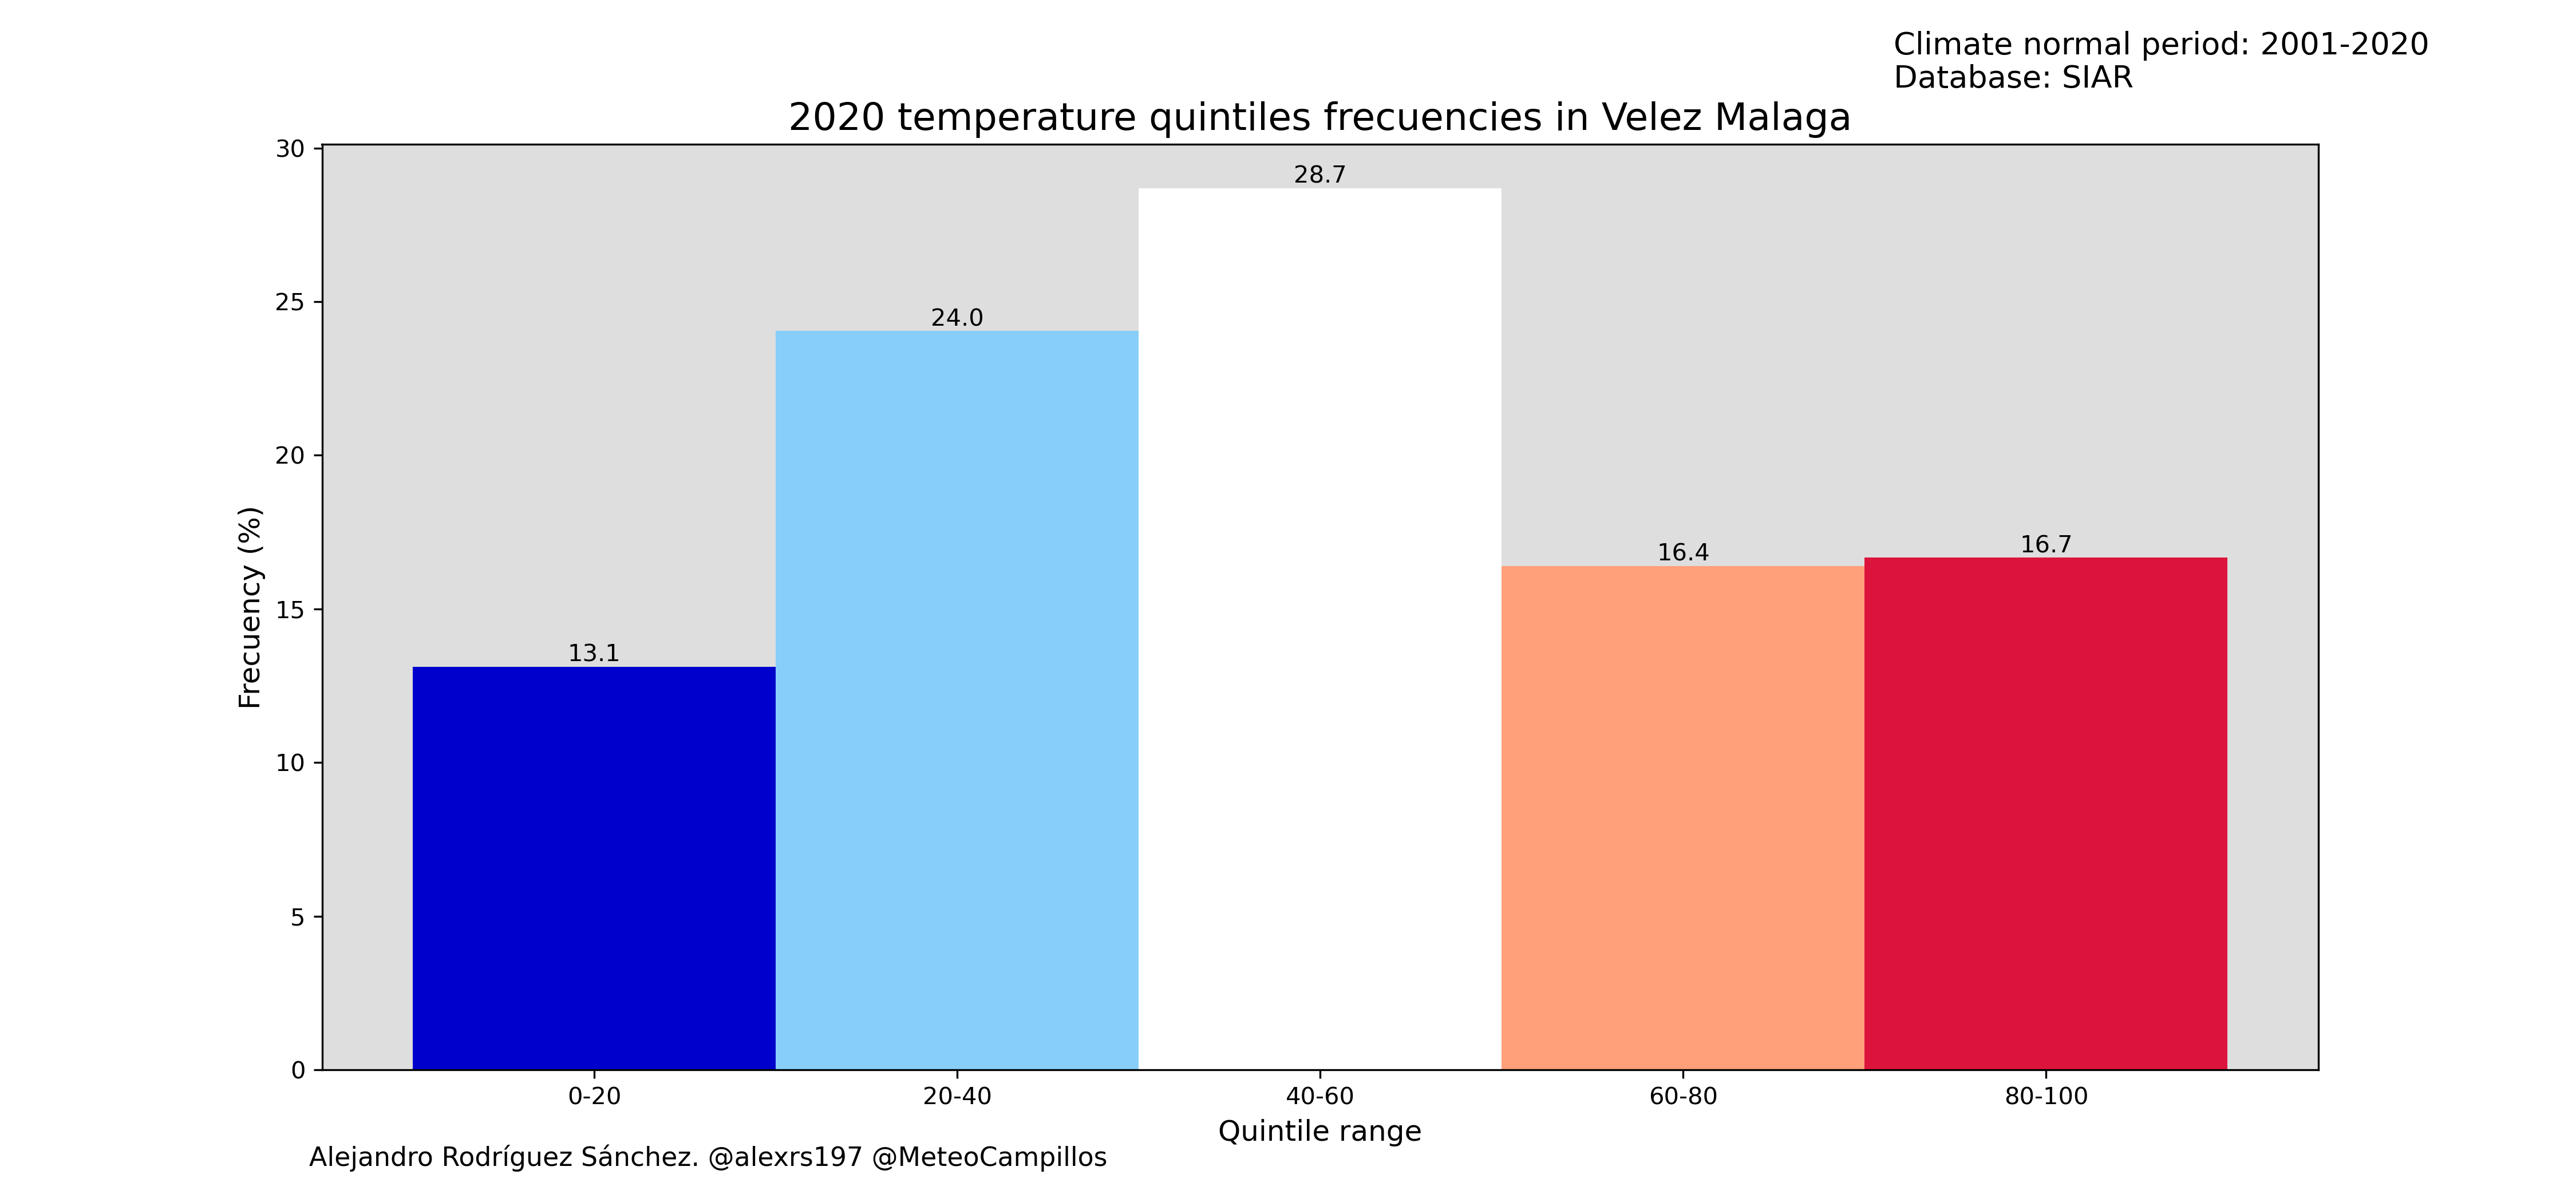 Climate normal period: 2001-2020
Database: SIAR
2020 temperature quintiles frecuencies in Velez Malaga
30
25
20
15
10
5
0
Frecuency (%)
13.1
24.0
28.7
16.4
16.7
0-20
20-40
40-60
60-80
80-100
Quintile range
Alejandro Rodríguez Sánchez. @alexrs197 @MeteoCampillos